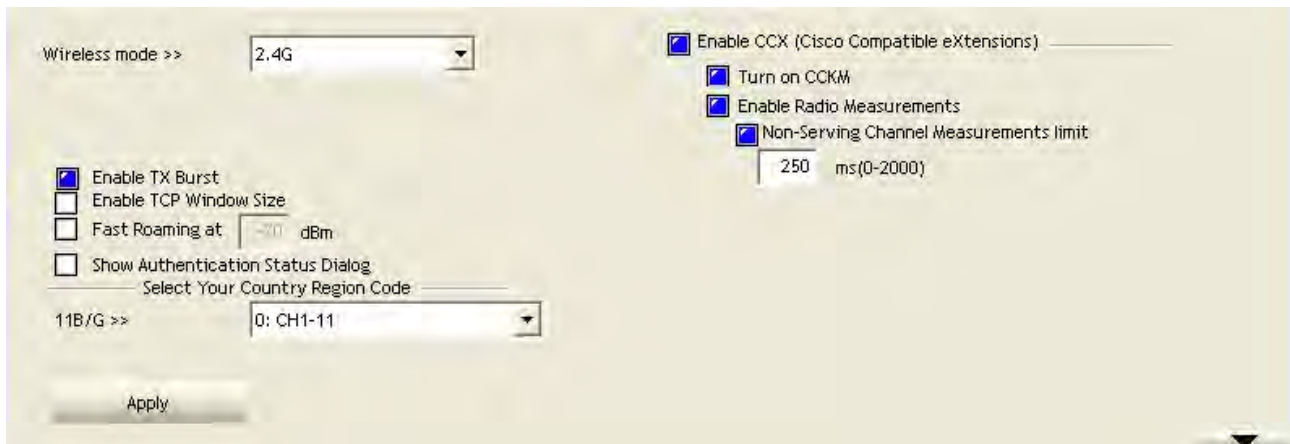 Wireless mode >> 2.4G
Enable TX Burst
Enable TCP Window Size
Fast Roaming at -70 dBm
Show Authentication Status Dialog
Select Your Country Region Code
11B/G >> 0: CH1-11
Apply
Enable CCX (Cisco Compatible eXtensions)
Turn on CCKM
Enable Radio Measurements
Non-Serving Channel Measurements limit
250 ms(0-2000)